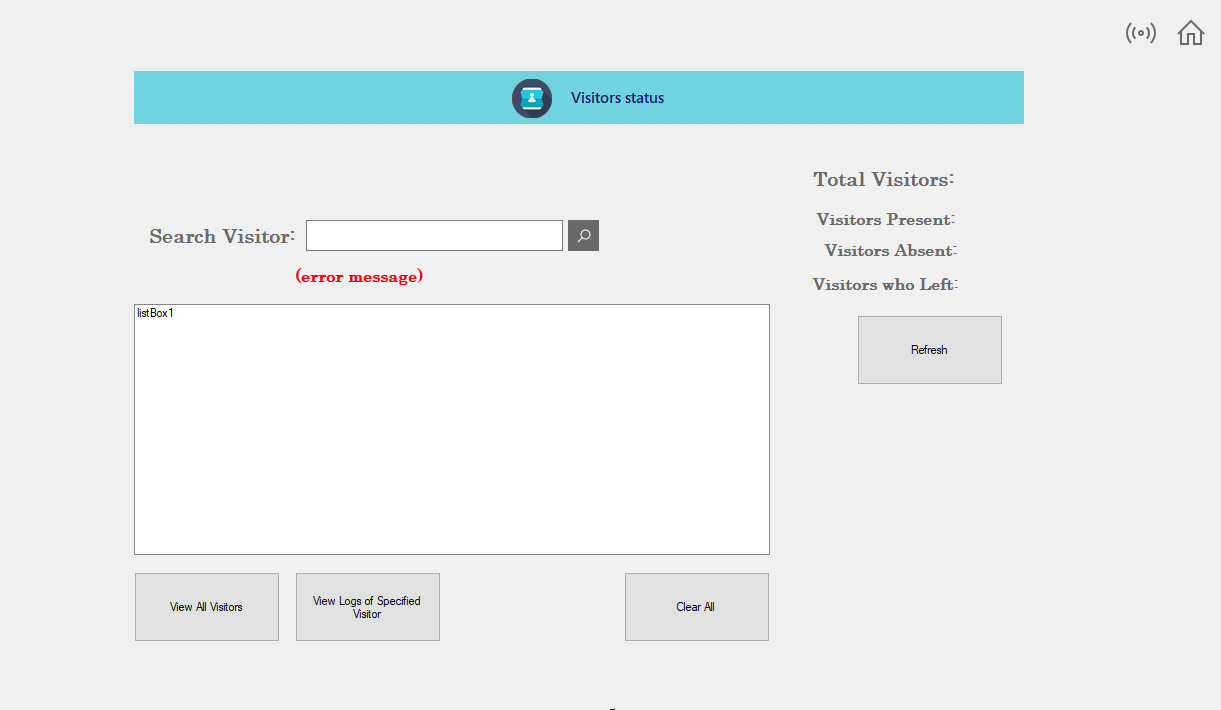 Visitors status
Total Visitors:
Visitors Present:
Search Visitor:
Visitors Absent:
(error message)
Visitors who Left:
listBox1
Refresh
View All Visitors
View Logs of Specified
Visitor
Clear All